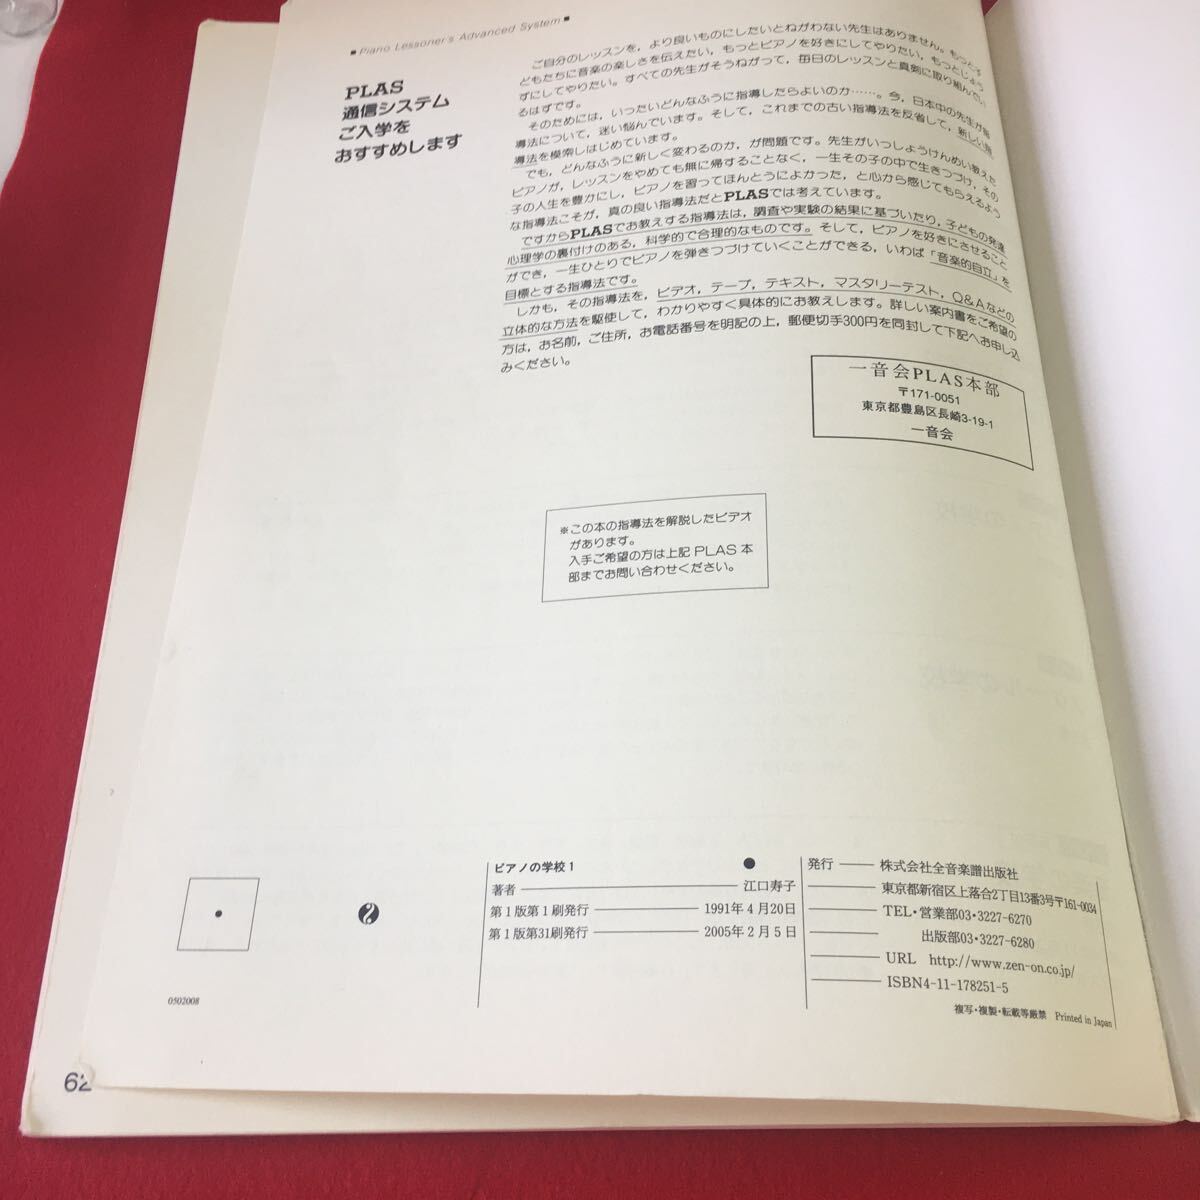 ■Piano Lessoner's Advanced System■
PLAS
通信システム
ご入学を
おすすめします
ご自分のレッスンを，より良いものにしたいとねがわない先生はありません。もっと子
どもたちに音楽の楽しさを伝えたい，もっとピアノを好きにしてやりたい，もっとじょう
ずにしてやりたい。すべての先生がそうねがって，毎日のレッスンと真剣に取り組んでい
るはずです。
そのためには，いったいどんなふうに指導したらよいのか……。今，日本中の先生が指
導法について，迷い悩んでいます。そして，これまでの古い指導法を反省して，新しい指
導法を模索しはじめています。
でも，どんなふうに新しく変わるのか，が問題です。先生がいっしょうけんめい教えた
ピアノが，レッスンをやめても無に帰することなく，一生その子の中で生きつづけ，その
子の人生を豊かにし，ピアノを習ってほんとうによかった，と心から感じてもらえるよう
な指導法こそが，真の良い指導法だとPLASでは考えています。
ですからPLASでお教えする指導法は，調査や実験の結果に基づいたり，子どもの発達
心理学の裏付けのある，科学的で合理的なものです。そして，ピアノを好きにさせること
ができ，一生ひとりでピアノを弾きつづけていくことができる，いわば「音楽的自立」を
目標とする指導法です。
しかも，その指導法を，ビデオ，テープ，テキスト，マスタリーテスト，Q&Aなどの
立体的な方法を駆使して，わかりやすく具体的にお教えします。詳しい案内書をご希望の
方は，お名前，ご住所，お電話番号を明記の上，郵便切手300円を同封して下記へお申し込
みください。
一音会PLAS本部
〒171-0051
東京都豊島区長崎3-19-1
一音会
※この本の指導法を解説したビデオ
があります。
入手ご希望の方は上記 PLAS 本
部までお問い合わせください。
ピアノの学校1 ●
著者 江口寿子
第1版第1刷発行 1991年4月20日
第1版第31刷発行 2005年2月5日
発行 株式会社全音楽譜出版社
東京都新宿区上落合2丁目13番3号〒161-0034
TEL・営業部03・3227-6270
出版部03・3227-6280
URL http://www.zen-on.co.jp/
ISBN4-11-178251-5
複写・複製・転載等厳禁 Printed in Japan
0502008
62